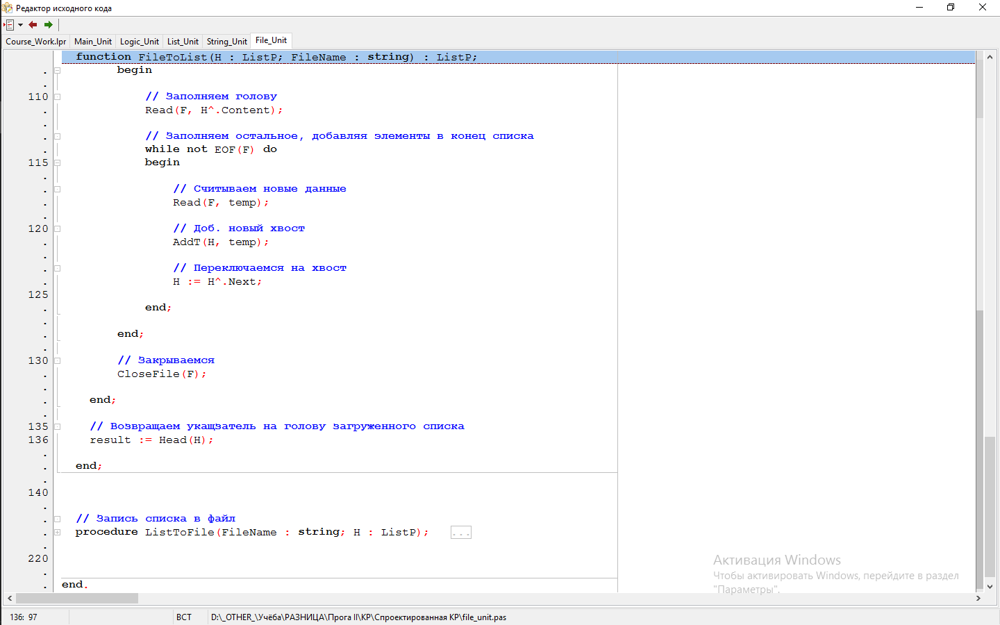 Редактор исходного кода
Course_Work.lpr Main_Unit Logic_Unit List_Unit String_Unit File_Unit
function FileToList(H : ListP; FileName : string) : ListP;
. begin
.
110 // Заполняем голову
. Read(F, H^.Content);
.
. // Заполняем остальное, добавляя элементы в конец списка
. while not EOF(F) do
115 begin
.
. // Считываем новые данные
. Read(F, temp);
.
120 // Доб. новый хвост
. AddT(H, temp);
.
. // Переключаемся на хвост
. H := H^.Next;
125
. end;
.
. end;
.
130 // Закрываемся
. CloseFile(F);
.
. end;
.
135 // Возвращаем укащзатель на голову загруженного списка
136 result := Head(H);
.
. end;
.
140
.
. // Запись списка в файл
. procedure ListToFile(FileName : string; H : ListP); ...
.
220
.
. end.
Активация Windows
Чтобы активировать Windows, перейдите в раздел
"Параметры".
136: 97 ВСТ D:\_OTHER_\Учёба\РАЗНИЦА\Прога II\КР\Спроектированная КР\file_unit.pas